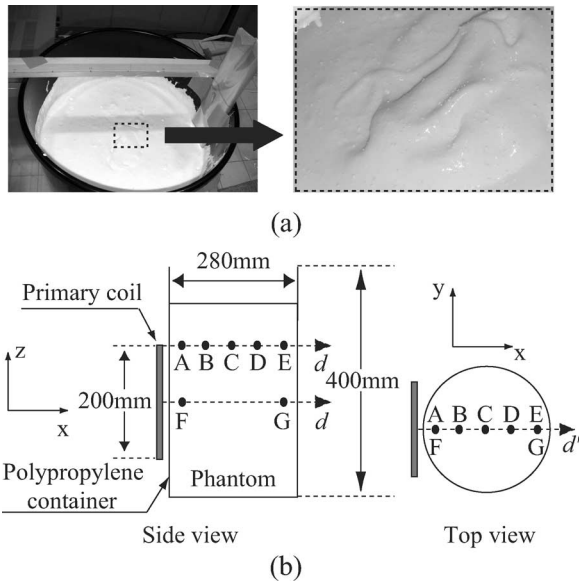 (a)
280mm
Primary coil
z
x
200mm
A B C D E d
F G d
400mm
Polypropylene
container
Phantom
Side view
y
x
A B C D E
F G d'
Top view
(b)